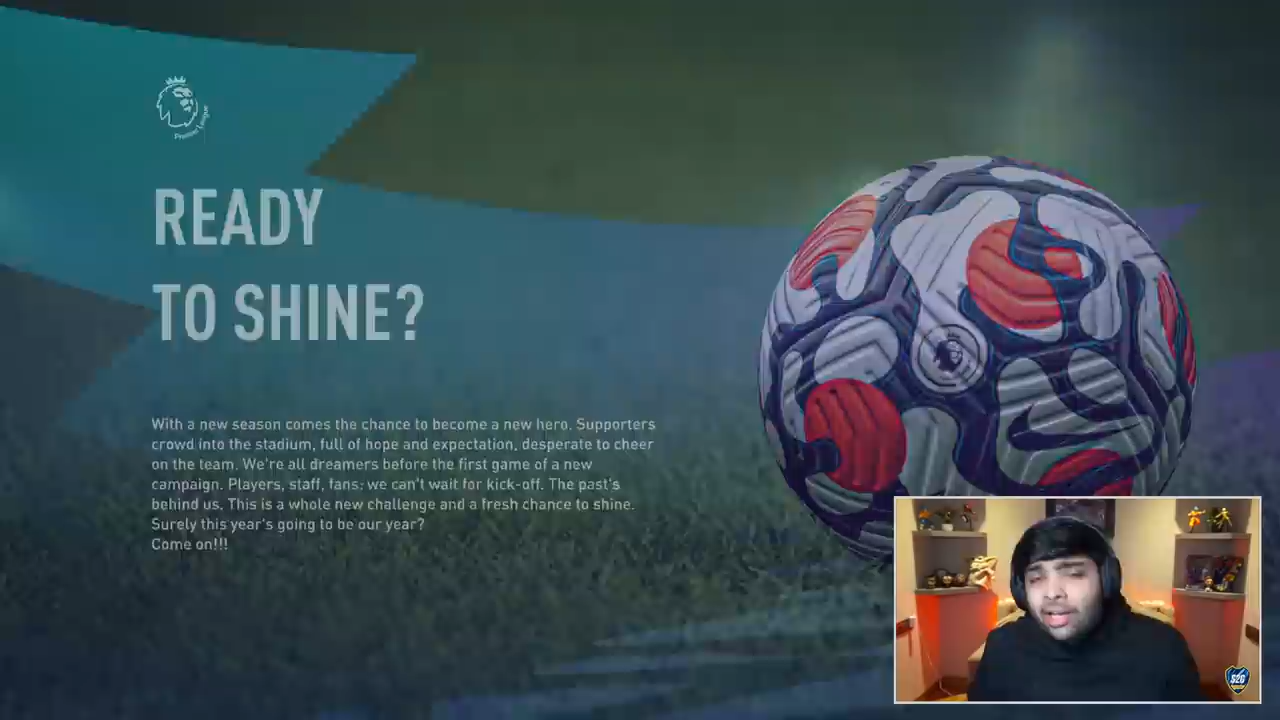 Premier League
READY
TO SHINE?
With a new season comes the chance to become a new hero. Supporters
crowd into the stadium, full of hope and expectation, desperate to cheer
on the team. We're all dreamers before the first game of a new
campaign. Players, staff, fans; we can't wait for kick-off. The past's
behind us. This is a whole new challenge and a fresh chance to shine.
Surely this year's going to be our year?
Come on!!!
S2G